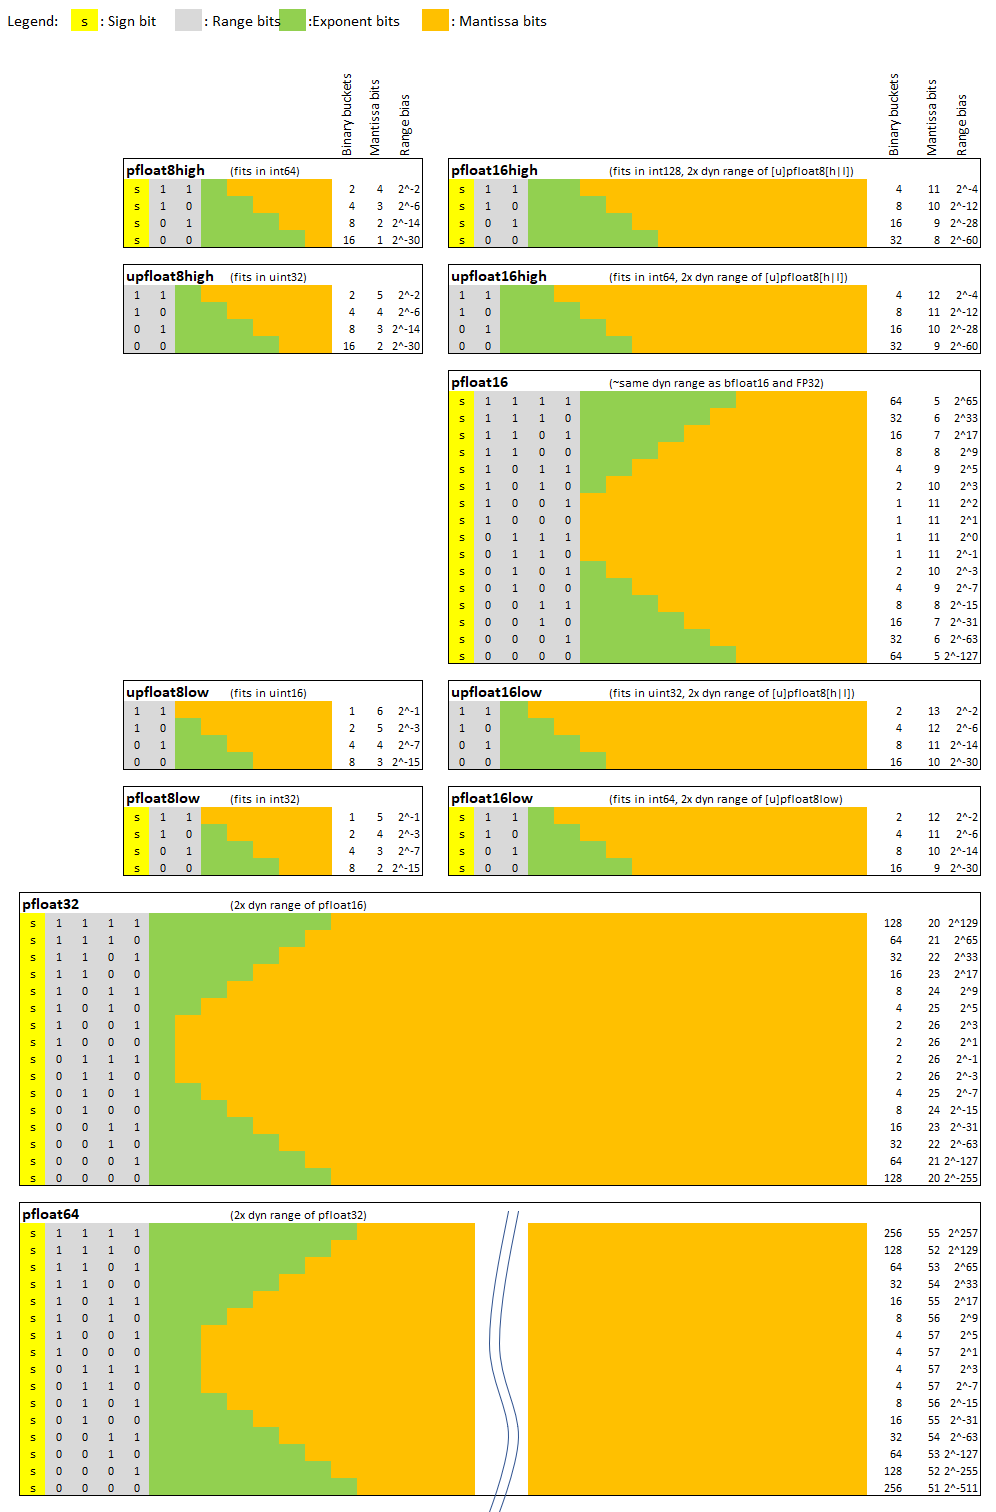 Legend: s : Sign bit : Range bits :Exponent bits : Mantissa bits
Binary buckets Mantissa bits Range bias Binary buckets Mantissa bits Range bias
pfloat8high (fits in int64)
s 1 1 2 4 2^-2
s 1 0 4 3 2^-6
s 0 1 8 2 2^-14
s 0 0 16 1 2^-30
pfloat16high (fits in int128, 2x dyn range of [u]pfloat8[h|l])
s 1 1 4 11 2^-4
s 1 0 8 10 2^-12
s 0 1 16 9 2^-28
s 0 0 32 8 2^-60
upfloat8high (fits in uint32)
1 1 2 5 2^-2
1 0 4 4 2^-6
0 1 8 3 2^-14
0 0 16 2 2^-30
upfloat16high (fits in int64, 2x dyn range of [u]pfloat8[h|l])
1 1 4 12 2^-4
1 0 8 11 2^-12
0 1 16 10 2^-28
0 0 32 9 2^-60
pfloat16 (~same dyn range as bfloat16 and FP32)
s 1 1 1 1 64 5 2^65
s 1 1 1 0 32 6 2^33
s 1 1 0 1 16 7 2^17
s 1 1 0 0 8 8 2^9
s 1 0 1 1 4 9 2^5
s 1 0 1 0 2 10 2^3
s 1 0 0 1 1 11 2^2
s 1 0 0 0 1 11 2^1
s 0 1 1 1 1 11 2^0
s 0 1 1 0 1 11 2^-1
s 0 1 0 1 2 10 2^-3
s 0 1 0 0 4 9 2^-7
s 0 0 1 1 8 8 2^-15
s 0 0 1 0 16 7 2^-31
s 0 0 0 1 32 6 2^-63
s 0 0 0 0 64 5 2^-127
upfloat8low (fits in uint16)
1 1 1 6 2^-1
1 0 2 5 2^-3
0 1 4 4 2^-7
0 0 8 3 2^-15
upfloat16low (fits in uint32, 2x dyn range of [u]pfloat8[h|l])
1 1 2 13 2^-2
1 0 4 12 2^-6
0 1 8 11 2^-14
0 0 16 10 2^-30
pfloat8low (fits in int32)
s 1 1 1 5 2^-1
s 1 0 2 4 2^-3
s 0 1 4 3 2^-7
s 0 0 8 2 2^-15
pfloat16low (fits in int64, 2x dyn range of [u]pfloat8low)
s 1 1 2 12 2^-2
s 1 0 4 11 2^-6
s 0 1 8 10 2^-14
s 0 0 16 9 2^-30
pfloat32 (2x dyn range of pfloat16)
s 1 1 1 1 128 20 2^129
s 1 1 1 0 64 21 2^65
s 1 1 0 1 32 22 2^33
s 1 1 0 0 16 23 2^17
s 1 0 1 1 8 24 2^9
s 1 0 1 0 4 25 2^5
s 1 0 0 1 2 26 2^3
s 1 0 0 0 2 26 2^1
s 0 1 1 1 2 26 2^-1
s 0 1 1 0 2 26 2^-3
s 0 1 0 1 4 25 2^-7
s 0 1 0 0 8 24 2^-15
s 0 0 1 1 16 23 2^-31
s 0 0 1 0 32 22 2^-63
s 0 0 0 1 64 21 2^-127
s 0 0 0 0 128 20 2^-255
pfloat64 (2x dyn range of pfloat32)
s 1 1 1 1 256 55 2^257
s 1 1 1 0 128 52 2^129
s 1 1 0 1 64 53 2^65
s 1 1 0 0 32 54 2^33
s 1 0 1 1 16 55 2^17
s 1 0 1 0 8 56 2^9
s 1 0 0 1 4 57 2^5
s 1 0 0 0 4 57 2^1
s 0 1 1 1 4 57 2^3
s 0 1 1 0 4 57 2^-7
s 0 1 0 1 8 56 2^-15
s 0 1 0 0 16 55 2^-31
s 0 0 1 1 32 54 2^-63
s 0 0 1 0 64 53 2^-127
s 0 0 0 1 128 52 2^-255
s 0 0 0 0 256 51 2^-511